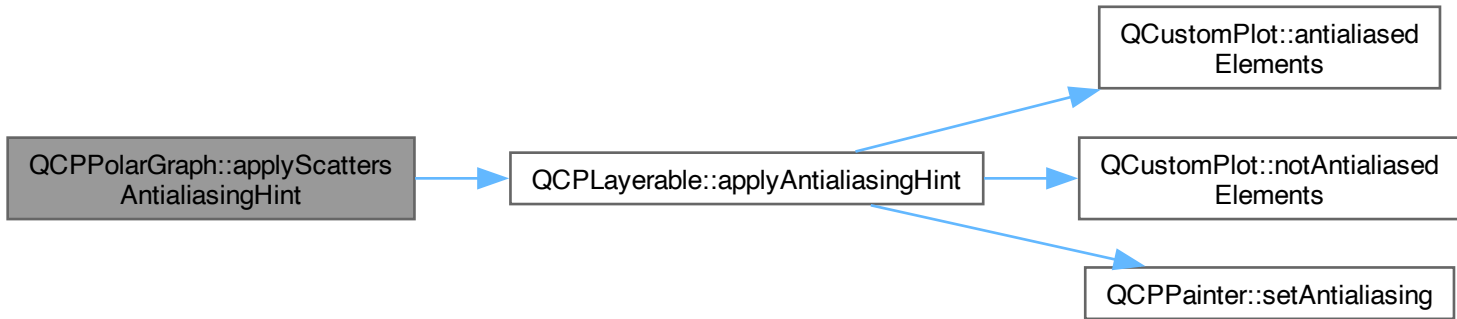 QCPPolarGraph::applyScatters
AntialiasingHint
QCPLayerable::applyAntialiasingHint
QCustomPlot::antialiased
Elements
QCustomPlot::notAntialiased
Elements
QCPPainter::setAntialiasing